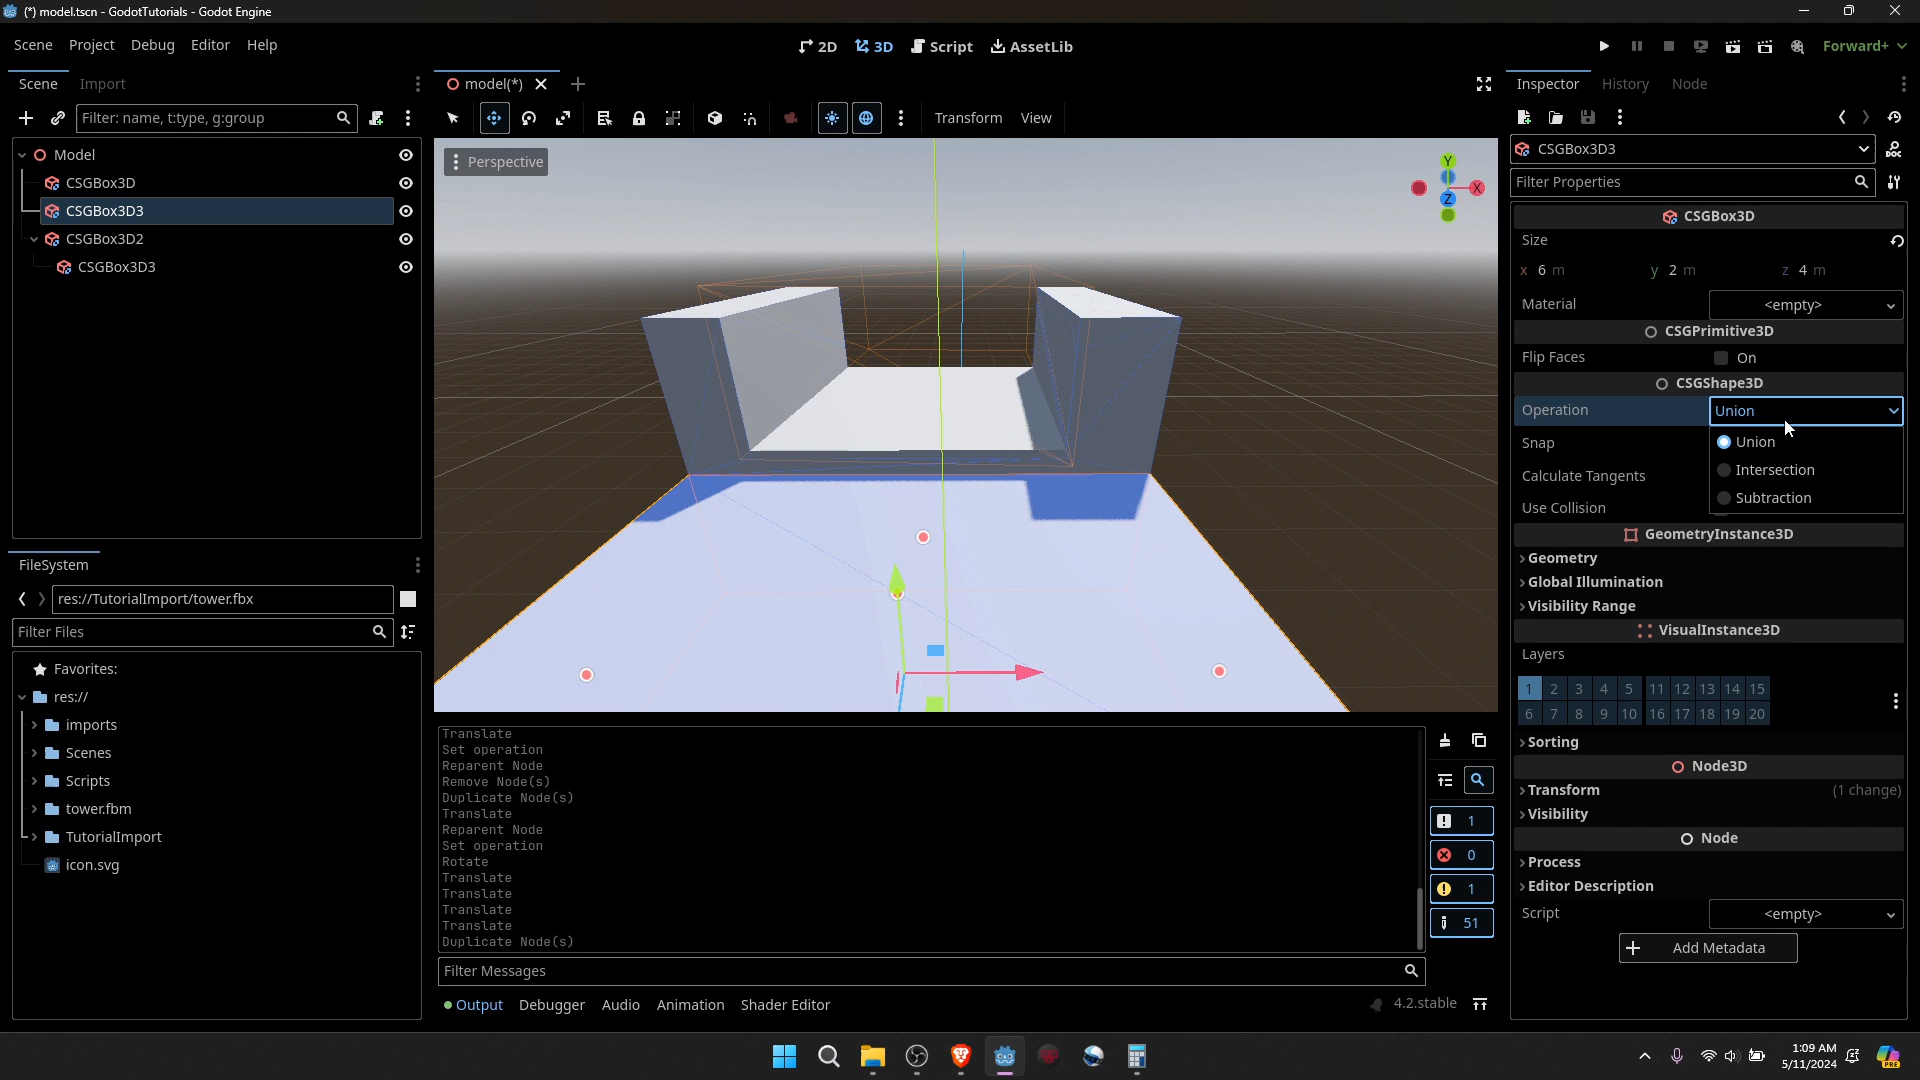 (*) model.tscn - GodotTutorials - Godot Engine
Scene Project Debug Editor Help
2D 3D Script AssetLib
Forward+
Scene Import
Filter: name, t:type, g:group
Model
CSGBox3D
CSGBox3D3
CSGBox3D2
CSGBox3D3
FileSystem
res://TutorialImport/tower.fbx
Filter Files
Favorites:
res://
imports
Scenes
Scripts
tower.fbm
TutorialImport
icon.svg
model(*)
Transform View
Perspective
Y
X
Z
Translate
Set operation
Reparent Node
Remove Node(s)
Duplicate Node(s)
Translate
Reparent Node
Set operation
Rotate
Translate
Translate
Translate
Translate
Duplicate Node(s)
1
0
1
51
Filter Messages
Output Debugger Audio Animation Shader Editor
4.2.stable
Inspector History Node
CSGBox3D3
Filter Properties
CSGBox3D
Size
x 6 m y 2 m z 4 m
Material <empty>
CSGPrimitive3D
Flip Faces On
CSGShape3D
Operation Union
Snap
Union
Intersection
Subtraction
Calculate Tangents
Use Collision
GeometryInstance3D
Geometry
Global Illumination
Visibility Range
VisualInstance3D
Layers
1 2 3 4 5 11 12 13 14 15
6 7 8 9 10 16 17 18 19 20
Sorting
Node3D
Transform (1 change)
Visibility
Node
Process
Editor Description
Script <empty>
Add Metadata
1:09 AM
5/11/2024
PRE